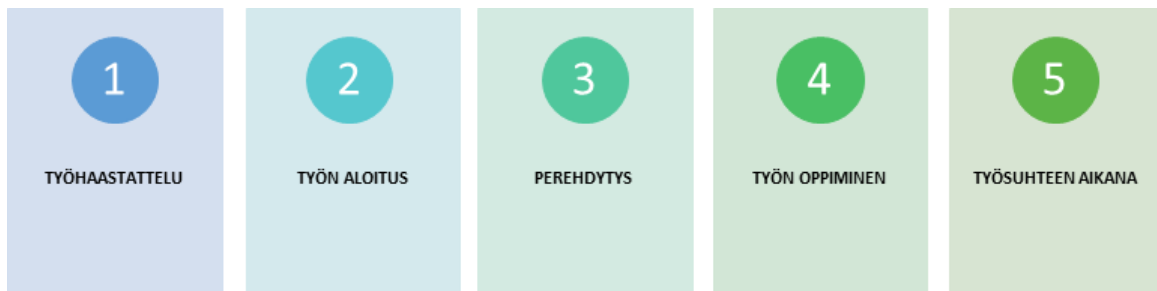 1
TYÖHAASTATTELU
2
TYÖN ALOITUS
3
PEREHDYTYS
4
TYÖN OPPIMINEN
5
TYÖSUHTEEN AIKANA